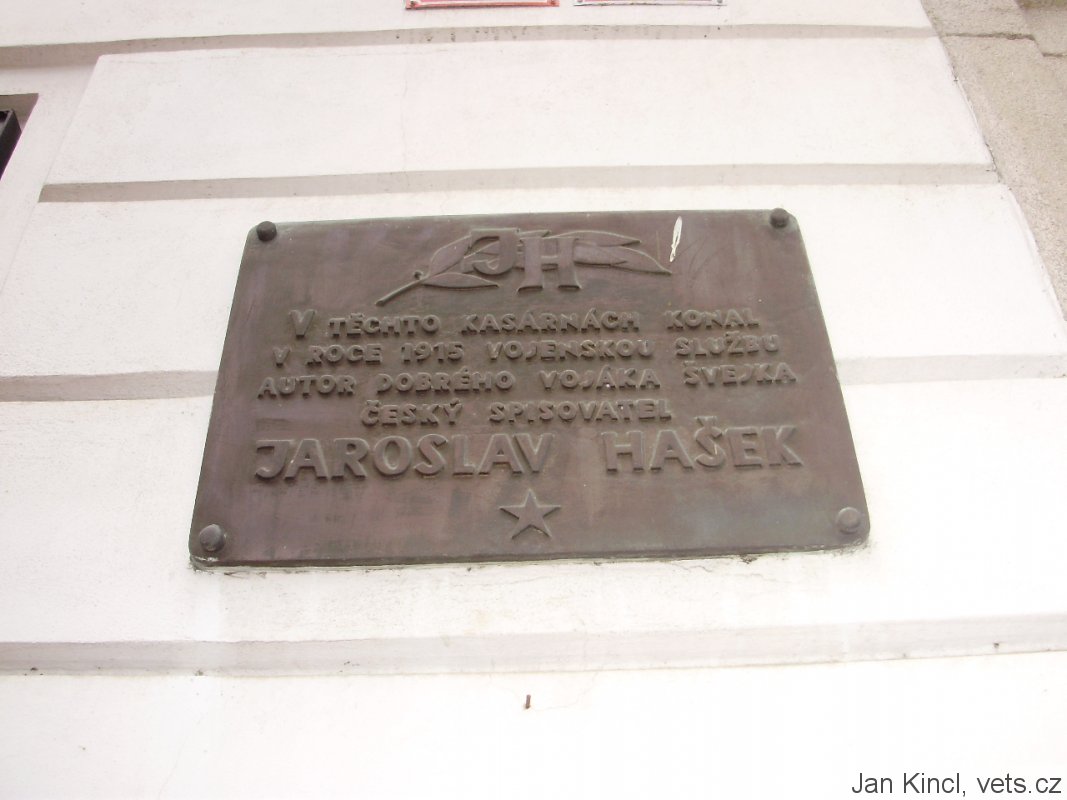 JH
V TĚCHTO KASÁRNÁCH KONAL
V ROCE 1915 VOJENSKOU SLUŽBU
AUTOR DOBRÉHO VOJÁKA ŠVEJKA
ČESKÝ SPISOVATEL
JAROSLAV HAŠEK
Jan Kincl, vets.cz